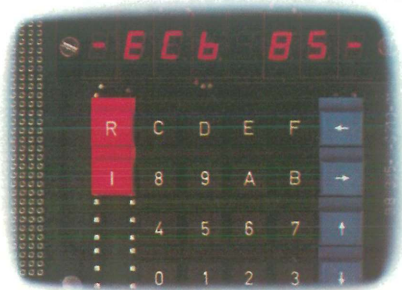 -ECb 85-
R C D E F ←
I 8 9 A B →
4 5 6 7 ↑
0 1 2 3 ↓